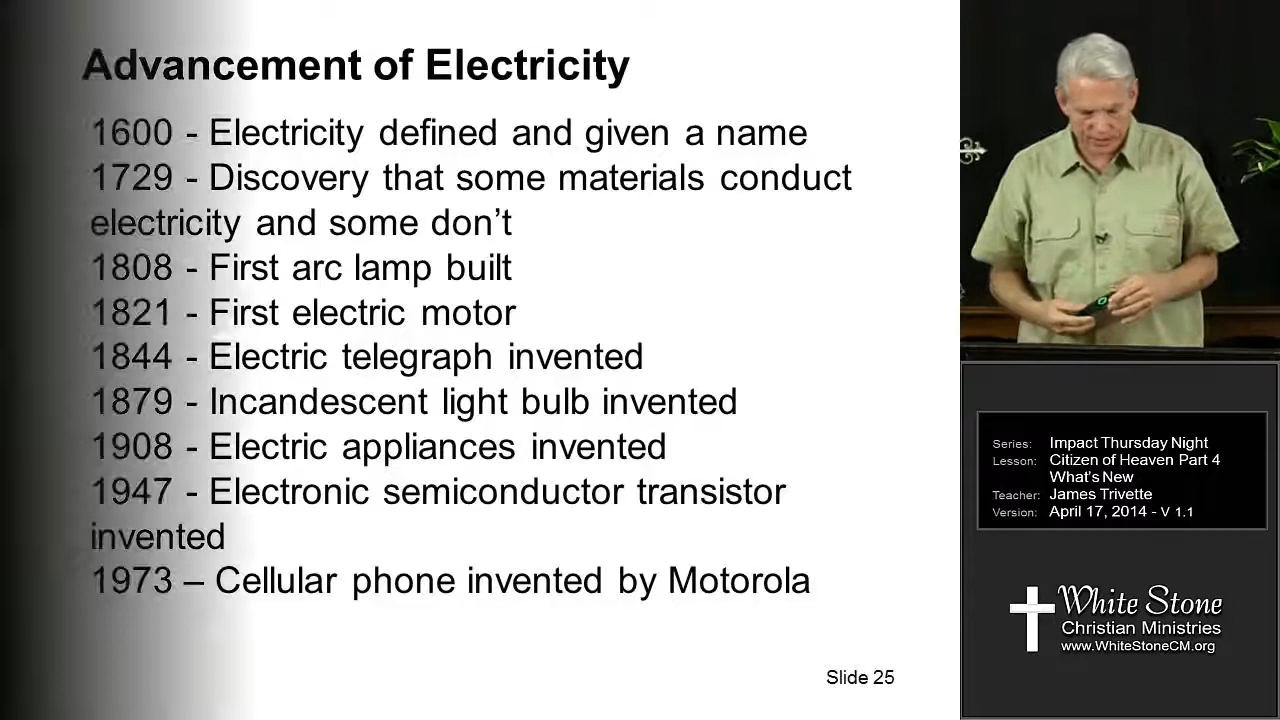 Advancement of Electricity
1600 - Electricity defined and given a name
1729 - Discovery that some materials conduct
electricity and some don’t
1808 - First arc lamp built
1821 - First electric motor
1844 - Electric telegraph invented
1879 - Incandescent light bulb invented
1908 - Electric appliances invented
1947 - Electronic semiconductor transistor
invented
1973 – Cellular phone invented by Motorola
Slide 25
Series: Impact Thursday Night
Lesson: Citizen of Heaven Part 4
What's New
Teacher: James Trivette
Version: April 17, 2014 - V 1.1
White Stone
Christian Ministries
www.WhiteStoneCM.org